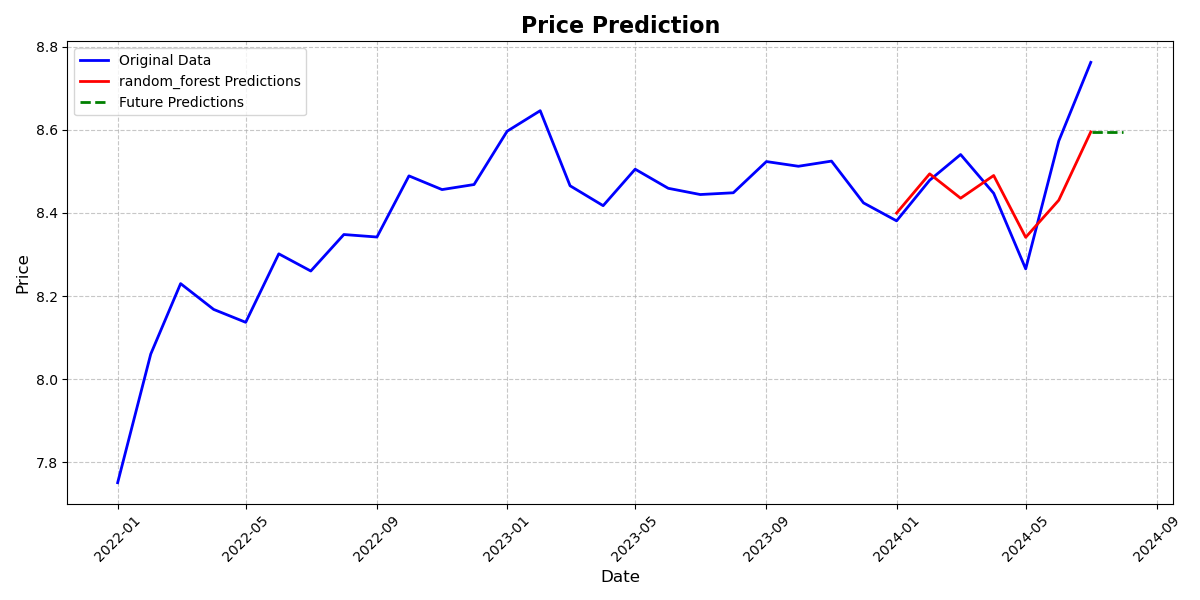 Price Prediction
Original Data
random_forest Predictions
Future Predictions
Price
8.8
8.6
8.4
8.2
8.0
7.8
2022-01
2022-05
2022-09
2023-01
2023-05
2023-09
2024-01
2024-05
2024-09
Date